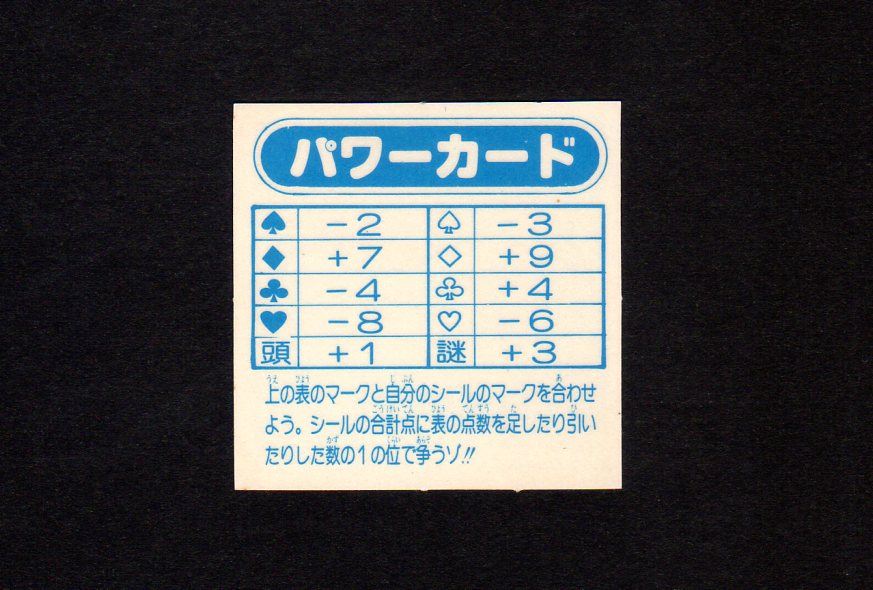 パワーカード
♠ －2 ♤ －3
♦ ＋7 ♢ ＋9
♣ －4 ♧ ＋4
♥ －8 ♡ －6
頭 ＋1 謎 ＋3
上の表のマークと自分のシールのマークを合わせ
よう。シールの合計点に表の点数を足したり引い
たりした数の1の位で争うゾ!!